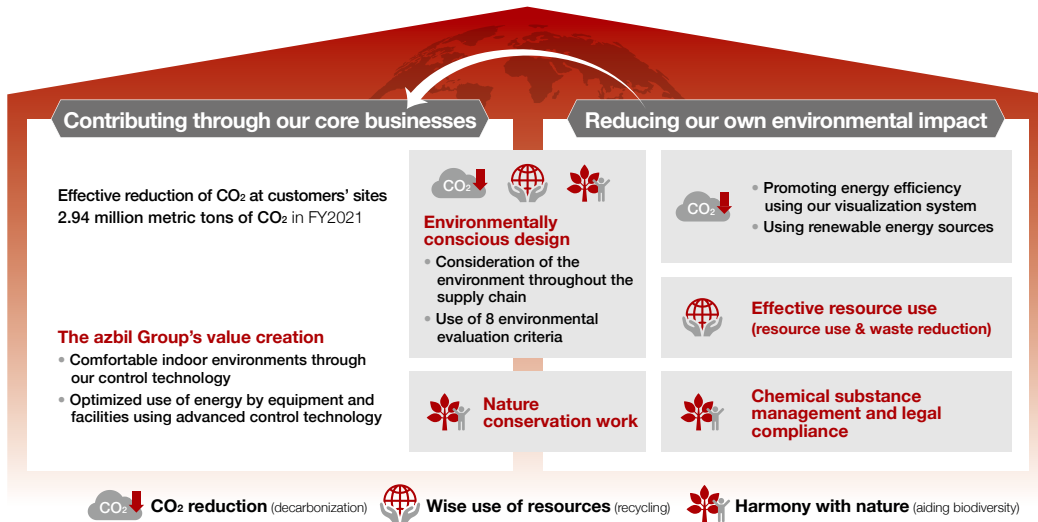 Contributing through our core businesses
Reducing our own environmental impact
Effective reduction of CO₂ at customers' sites
2.94 million metric tons of CO₂ in FY2021
The azbil Group's value creation
• Comfortable indoor environments through
our control technology
• Optimized use of energy by equipment and
facilities using advanced control technology
CO₂
Environmentally
conscious design
• Consideration of the
environment throughout the
supply chain
• Use of 8 environmental
evaluation criteria
Nature
conservation work
CO₂
• Promoting energy efficiency
using our visualization system
• Using renewable energy sources
Effective resource use
(resource use & waste reduction)
Chemical substance
management and legal
compliance
CO₂ CO₂ reduction (decarbonization) Wise use of resources (recycling) Harmony with nature (aiding biodiversity)